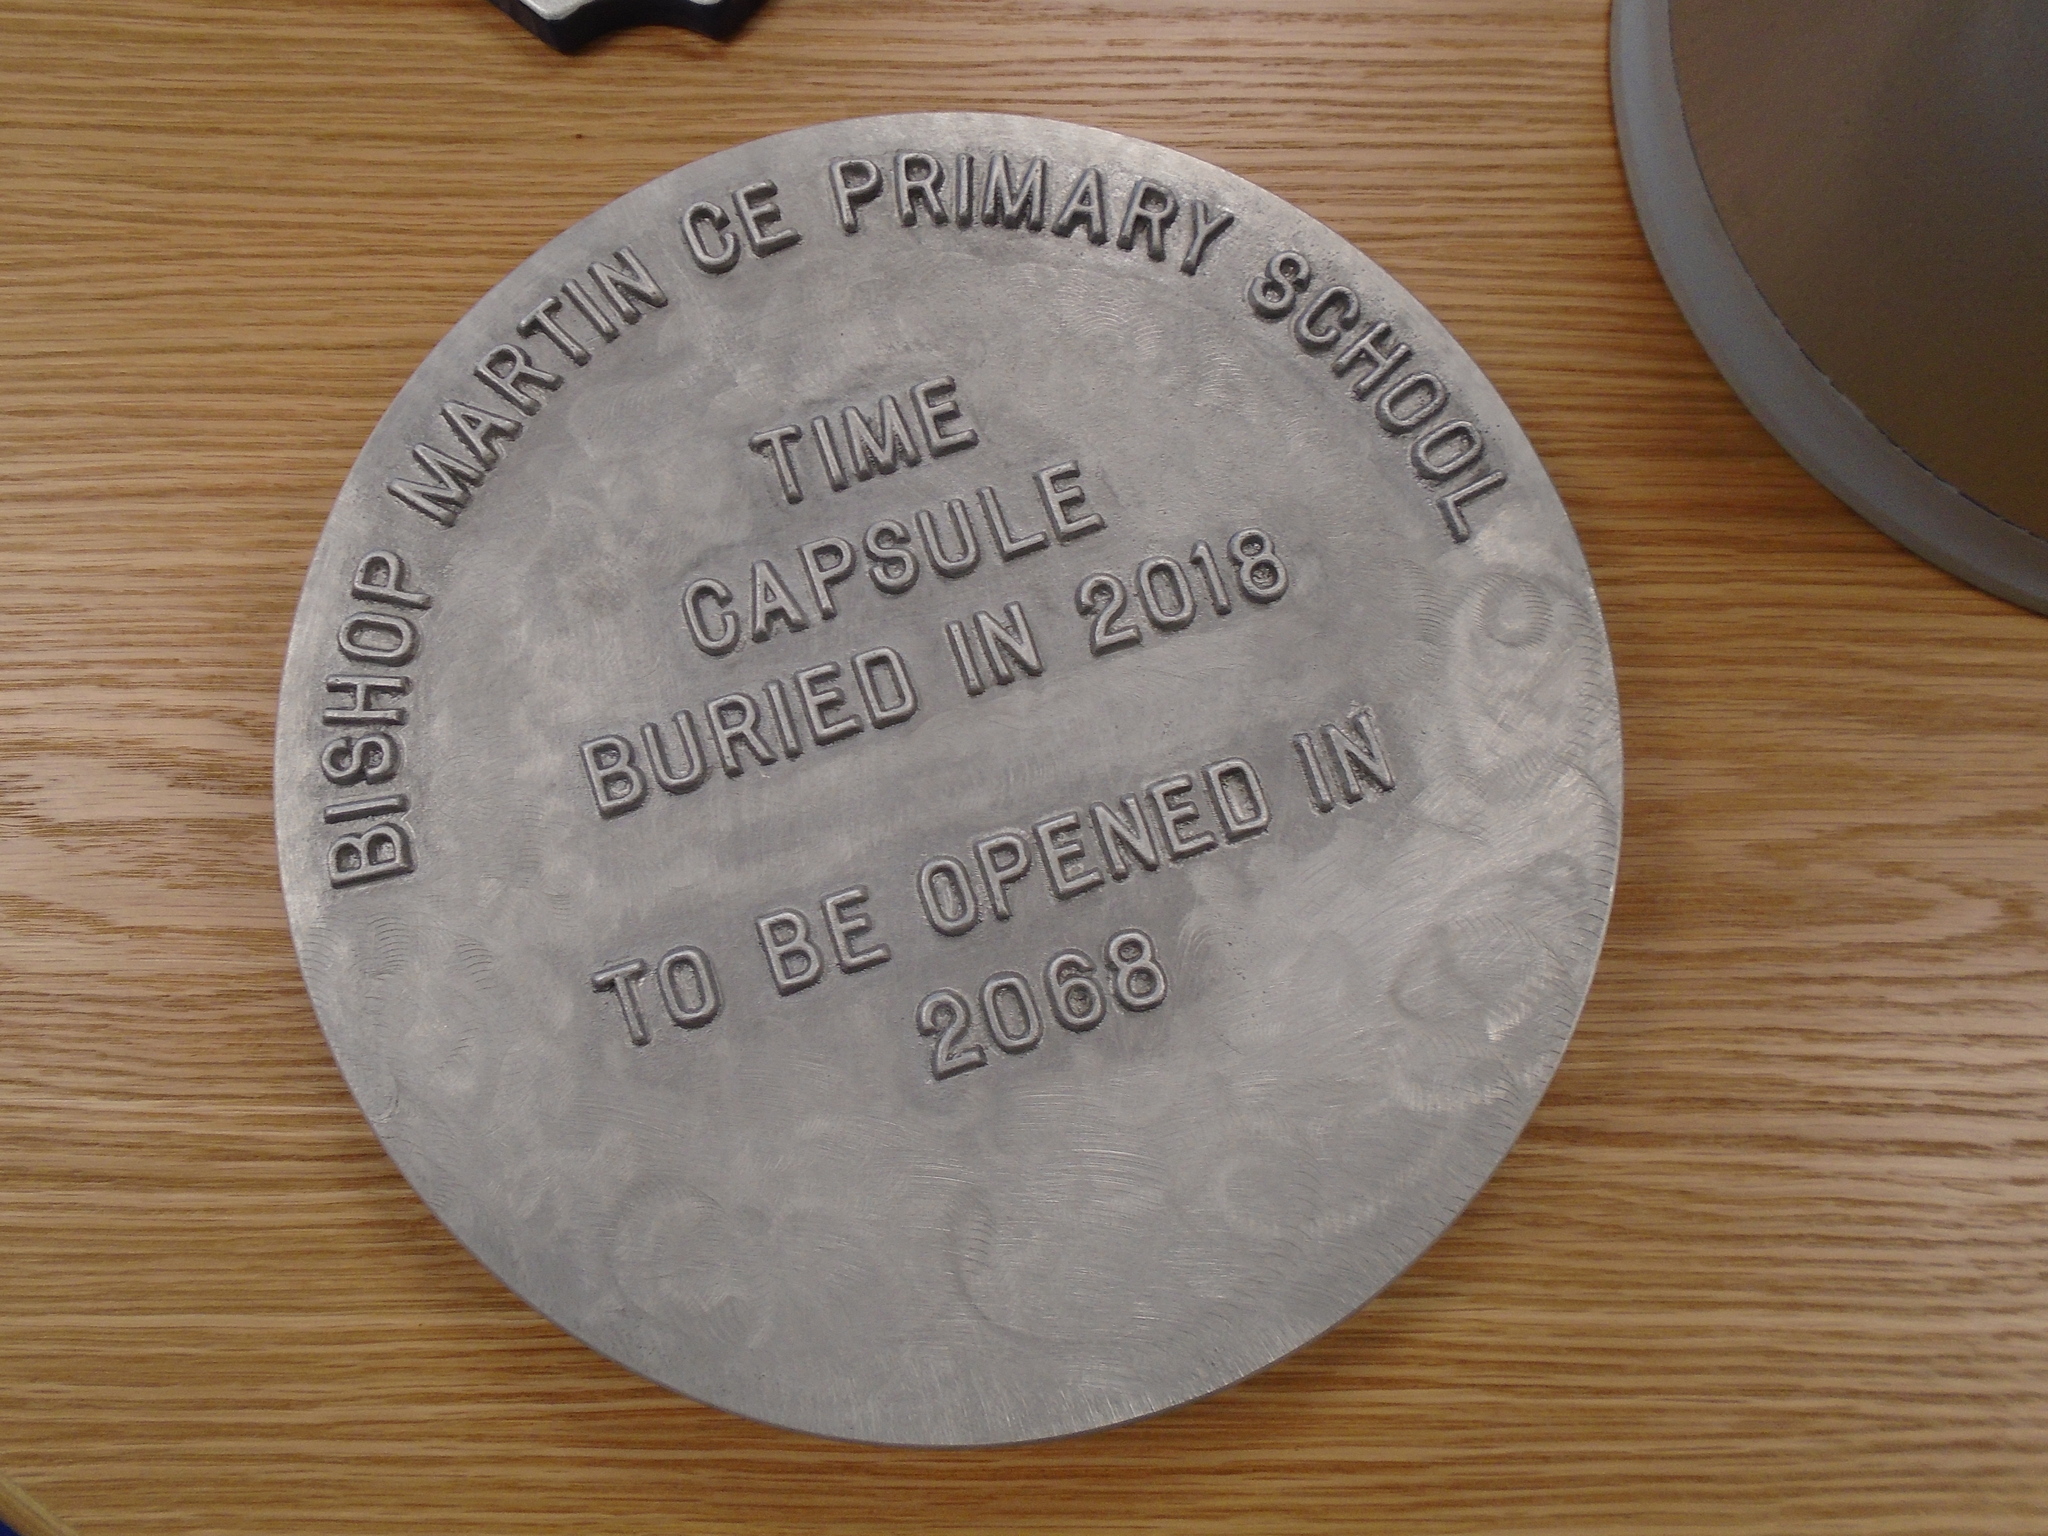 BISHOP MARTIN CE PRIMARY SCHOOL
TIME
CAPSULE
BURIED IN 2018
TO BE OPENED IN
2068